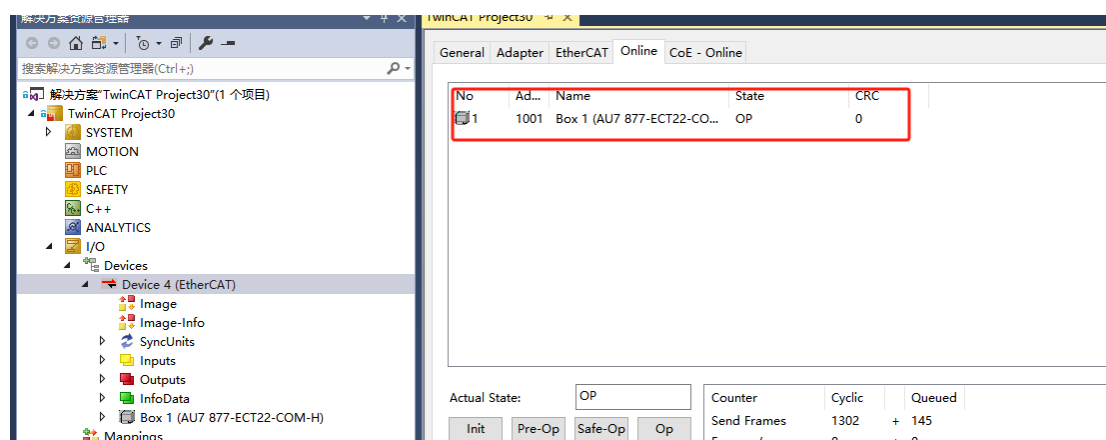 解决方案资源管理器
TwinCAT Project30
General Adapter EtherCAT Online CoE - Online
搜索解决方案资源管理器(Ctrl+;)
解决方案"TwinCAT Project30"(1 个项目)
TwinCAT Project30
SYSTEM
MOTION
PLC
SAFETY
C++
ANALYTICS
I/O
Devices
Device 4 (EtherCAT)
Image
Image-Info
SyncUnits
Inputs
Outputs
InfoData
Box 1 (AU7 877-ECT22-COM-H)
Mappings
No Ad... Name State CRC
1 1001 Box 1 (AU7 877-ECT22-CO... OP 0
Actual State: OP
Init Pre-Op Safe-Op Op
Counter Cyclic Queued
Send Frames 1302 + 145